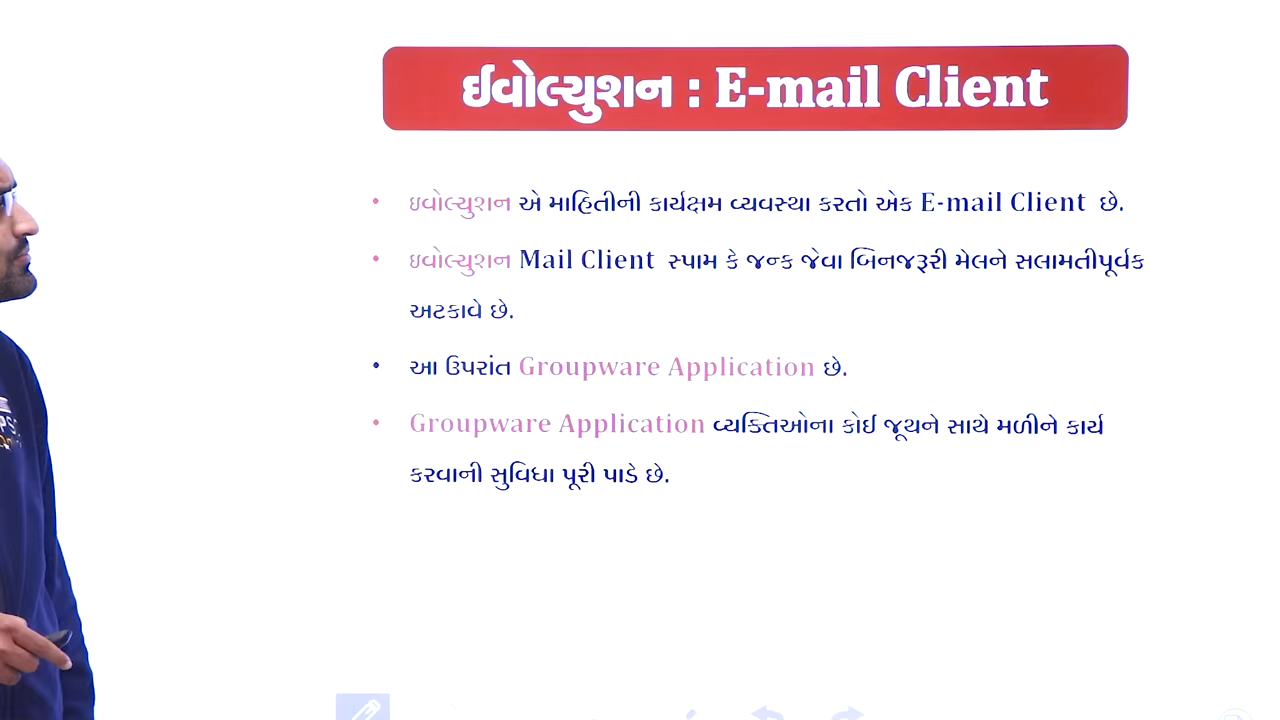 ઈવોલ્યુશન : E-mail Client
• ઇવોલ્યુશન એ માહિતીની કાર્યક્ષમ વ્યવસ્થા કરતો એક E-mail Client છે.
• ઇવોલ્યુશન Mail Client સ્પામ કે જન્ક જેવા બિનજરૂરી મેલને સલામતીપૂર્વક
અટકાવે છે.
• આ ઉપરાંત Groupware Application છે.
• Groupware Application વ્યક્તિઓના કોઈ જૂથને સાથે મળીને કાર્ય
કરવાની સુવિધા પૂરી પાડે છે.